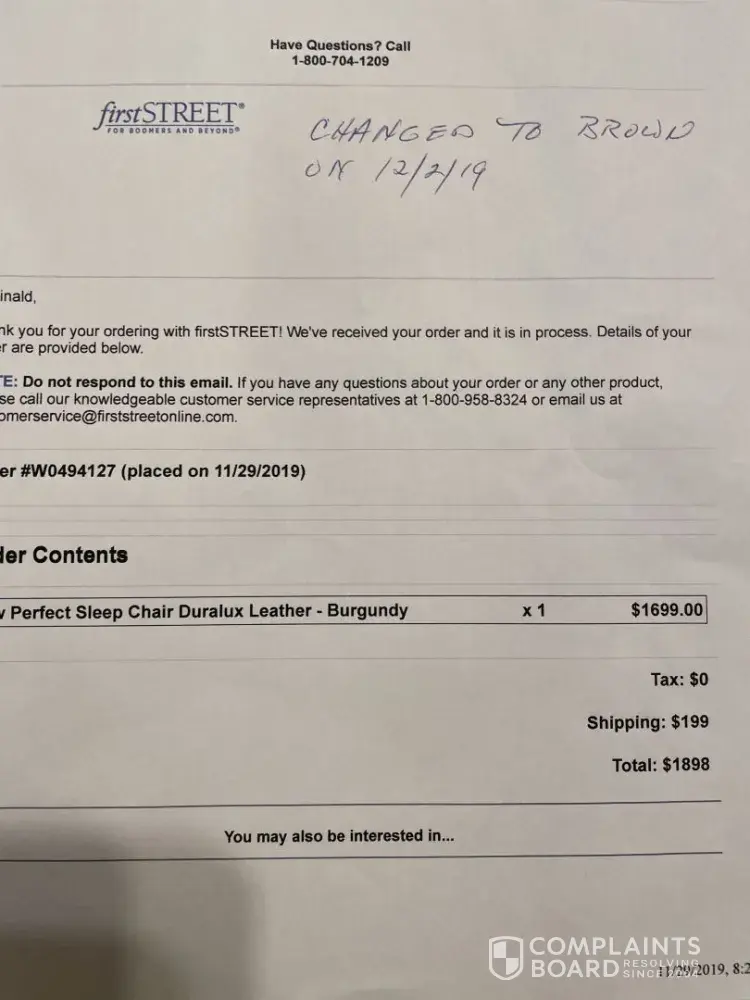 Have Questions? Call
1-800-704-1209
firstSTREET®
FOR BOOMERS AND BEYOND®
CHANGED TO BROWN
ON 12/2/19
inald,
nk you for your ordering with firstSTREET! We've received your order and it is in process. Details of your
r are provided below.
TE: Do not respond to this email. If you have any questions about your order or any other product,
se call our knowledgeable customer service representatives at 1-800-958-8324 or email us at
omerservice@firststreetonline.com.
er #W0494127 (placed on 11/29/2019)
der Contents
Perfect Sleep Chair Duralux Leather - Burgundy x 1 $1699.00
Tax: $0
Shipping: $199
Total: $1898
You may also be interested in...
COMPLAINTS
BOARD RESOLVING
SINCE
11/29/2019, 8:2